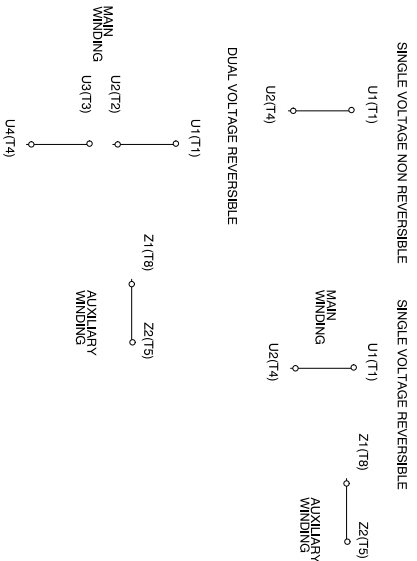 SINGLE VOLTAGE NON REVERSIBLE
U1(T1)
U2(T4)
SINGLE VOLTAGE REVERSIBLE
MAIN
WINDING
U1(T1)
U2(T4)
Z1(T8)
Z2(T5)
AUXILIARY
WINDING
DUAL VOLTAGE REVERSIBLE
MAIN
WINDING
U1(T1)
U2(T2)
U3(T3)
U4(T4)
Z1(T8)
Z2(T5)
AUXILIARY
WINDING